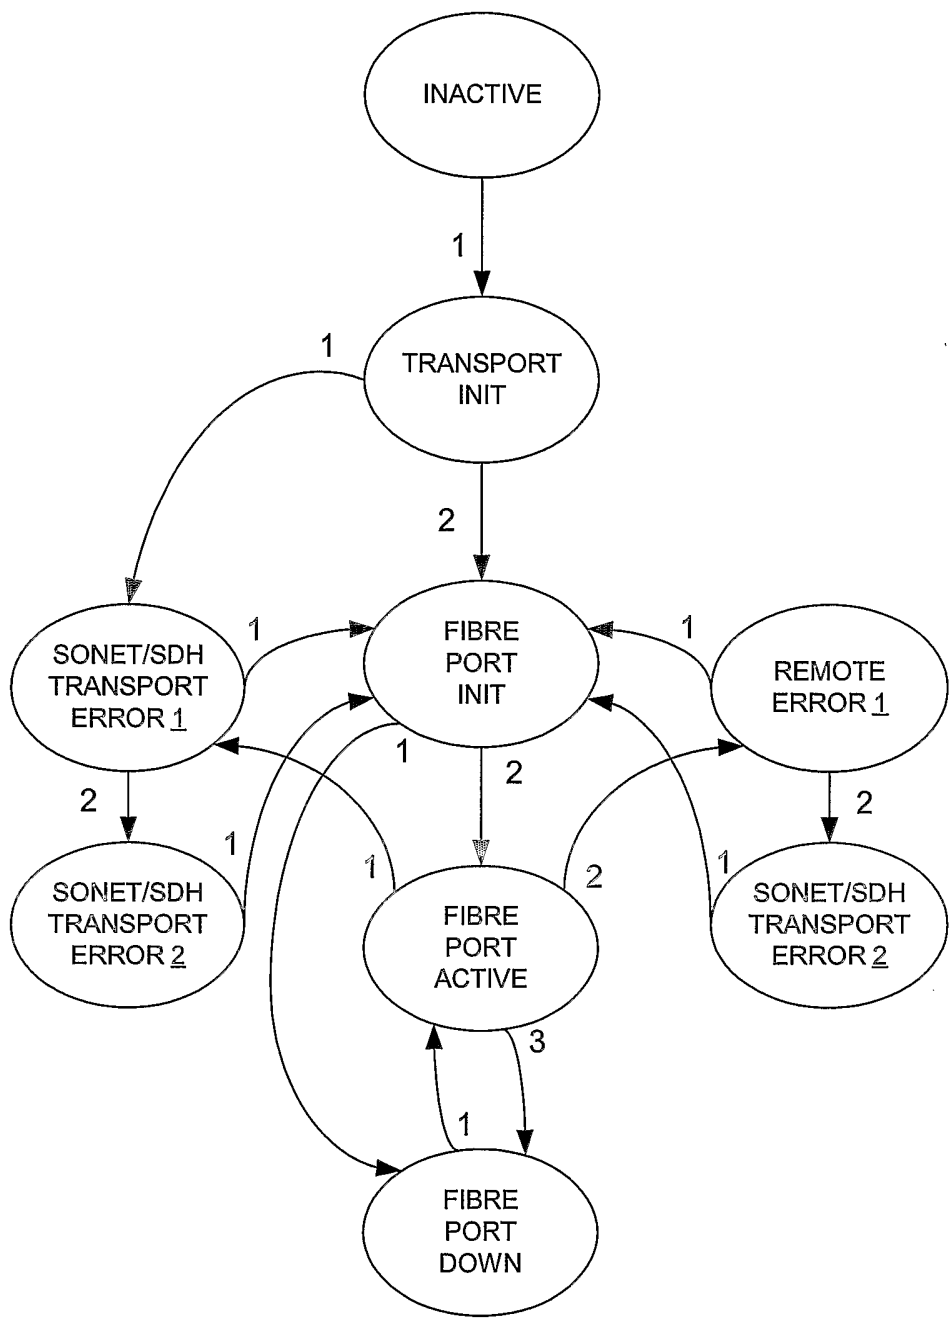 INACTIVE
1
TRANSPORT
INIT
1
2
FIBRE
PORT
INIT
SONET/SDH
TRANSPORT
ERROR 1
1
1
REMOTE
ERROR 1
1
2
2
2
1
1
1
2
SONET/SDH
TRANSPORT
ERROR 2
FIBRE
PORT
ACTIVE
SONET/SDH
TRANSPORT
ERROR 2
3
1
FIBRE
PORT
DOWN